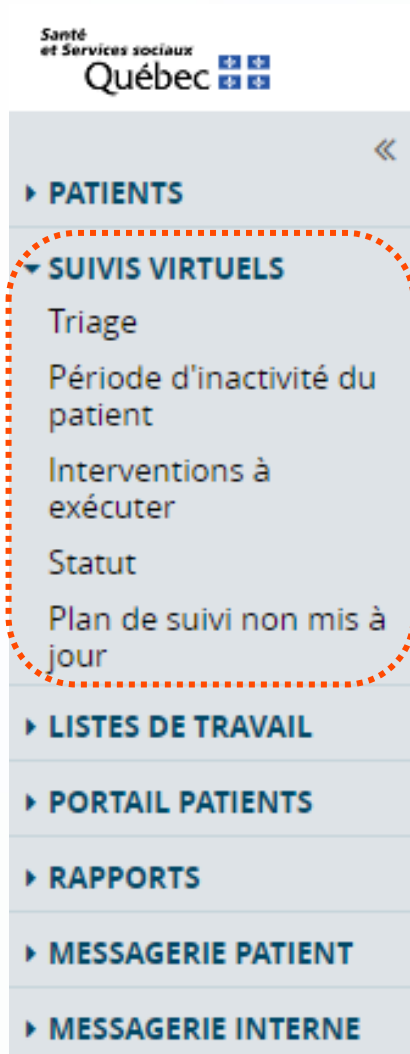 Santé
et Services sociaux
Québec
PATIENTS
SUIVIS VIRTUELS
Triage
Période d'inactivité du
patient
Interventions à
exécuter
Statut
Plan de suivi non mis à
jour
LISTES DE TRAVAIL
PORTAIL PATIENTS
RAPPORTS
MESSAGERIE PATIENT
MESSAGERIE INTERNE